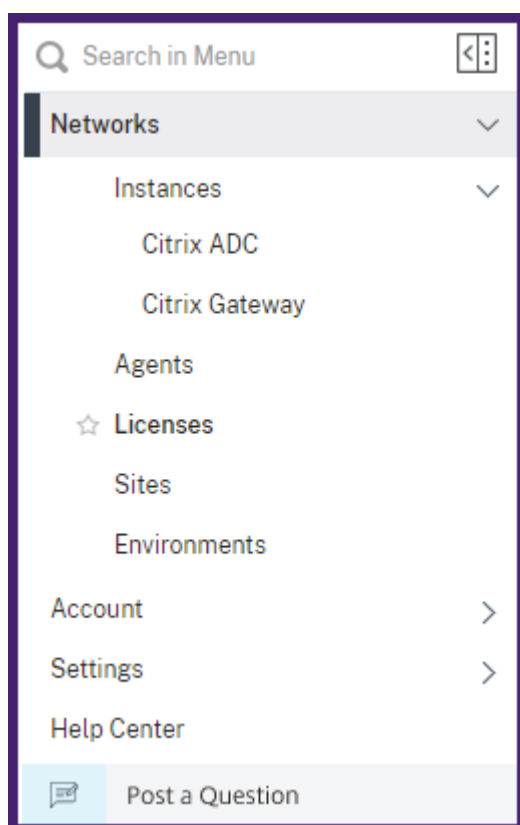 Search in Menu
Networks
Instances
Citrix ADC
Citrix Gateway
Agents
Licenses
Sites
Environments
Account
Settings
Help Center
Post a Question